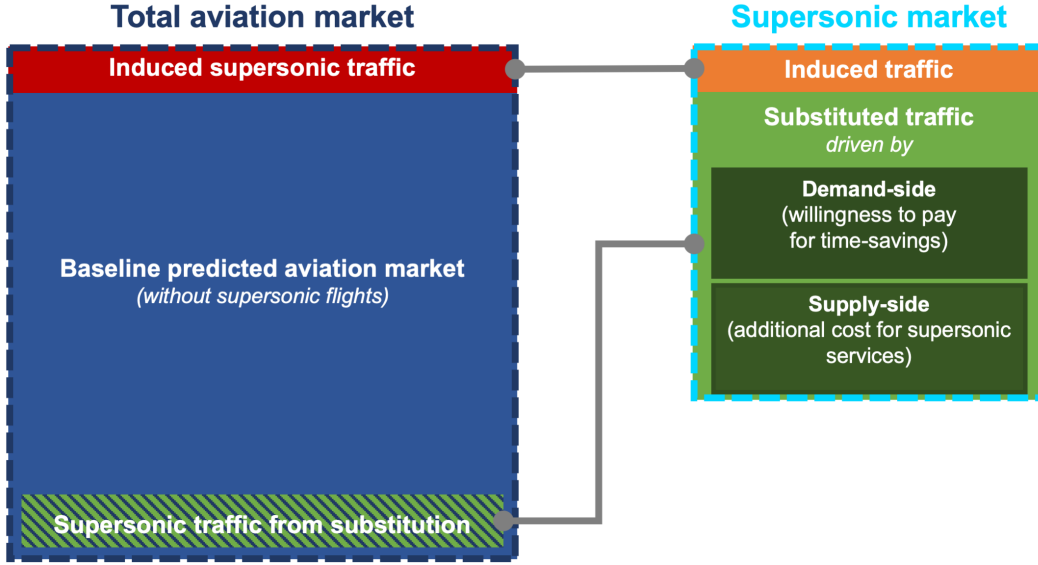 Total aviation market
Induced supersonic traffic
Baseline predicted aviation market
(without supersonic flights)
Supersonic traffic from substitution
Supersonic market
Induced traffic
Substituted traffic
driven by
Demand-side
(willingness to pay
for time-savings)
Supply-side
(additional cost for supersonic
services)